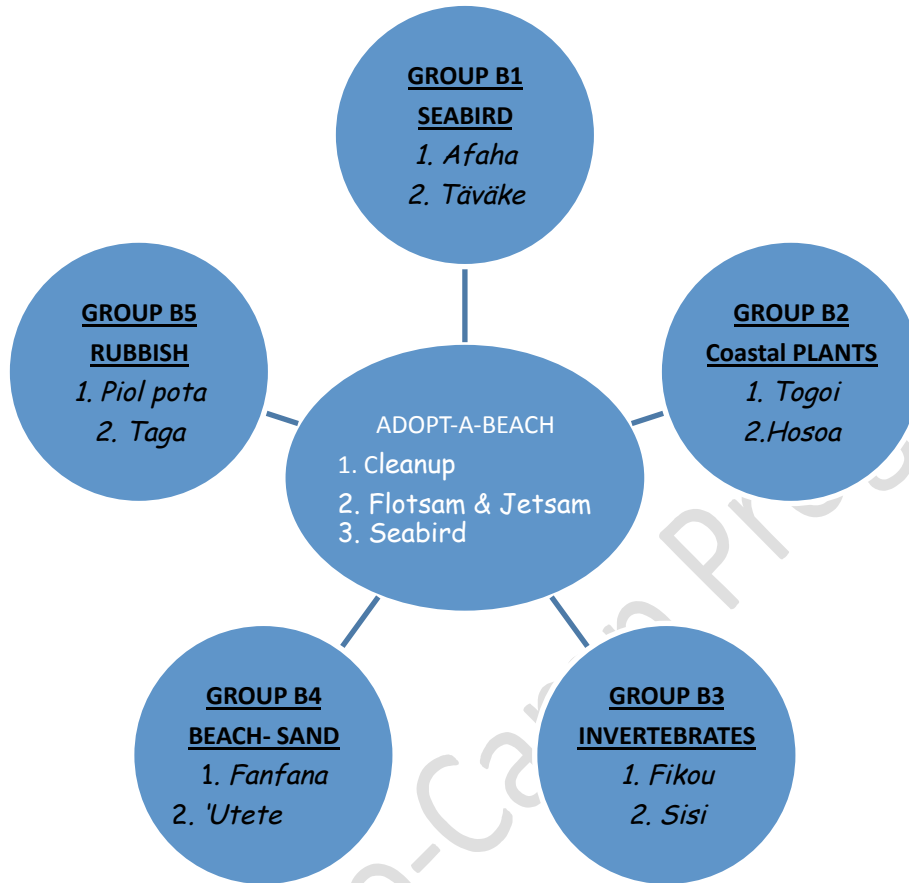 GROUP B1
SEABIRD
1. Afaha
2. Täväke
GROUP B5
RUBBISH
1. Piol pota
2. Taga
GROUP B2
Coastal PLANTS
1. Togoi
2.Hosoa
ADOPT-A-BEACH
1. Cleanup
2. Flotsam & Jetsam
3. Seabird
GROUP B4
BEACH- SAND
1. Fanfana
2. 'Utete
GROUP B3
INVERTEBRATES
1. Fikou
2. Sisi